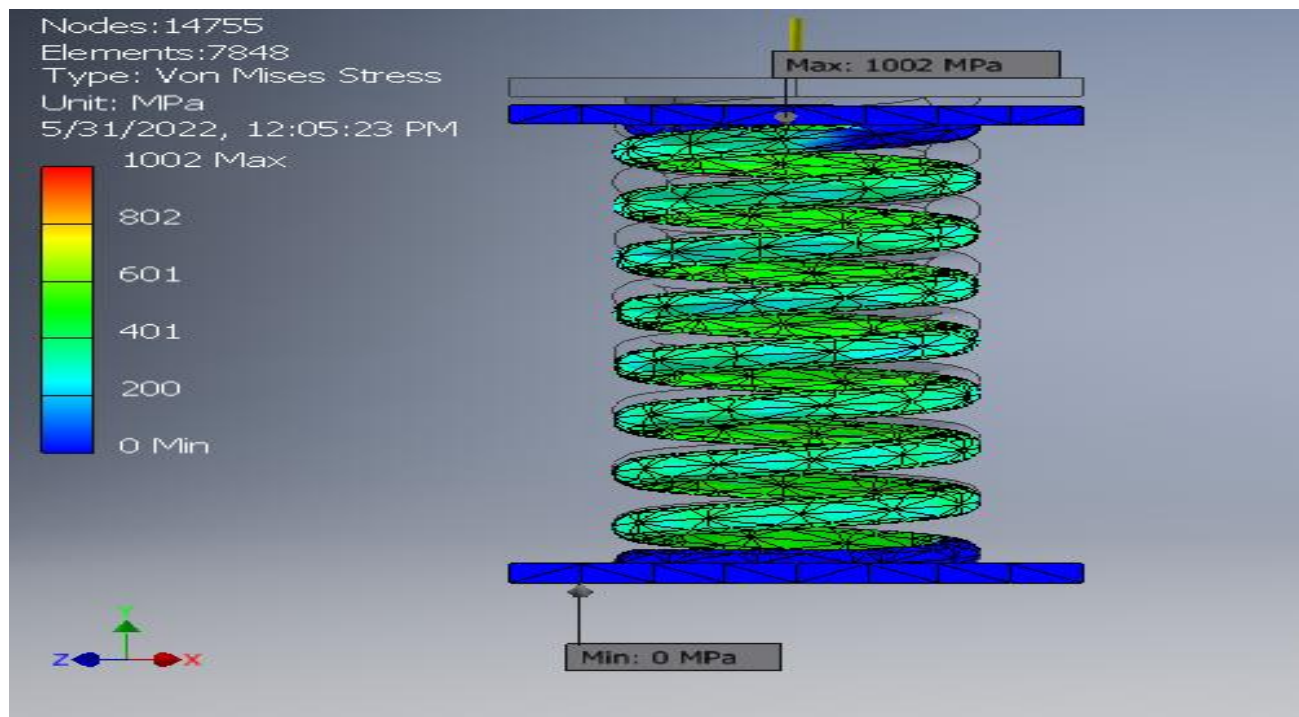 Nodes:14755
Elements:7848
Type: Von Mises Stress
Unit: MPa
5/31/2022, 12:05:23 PM
1002 Max
802
601
401
200
0 Min
Max: 1002 MPa
Min: 0 MPa
Y
Z
X